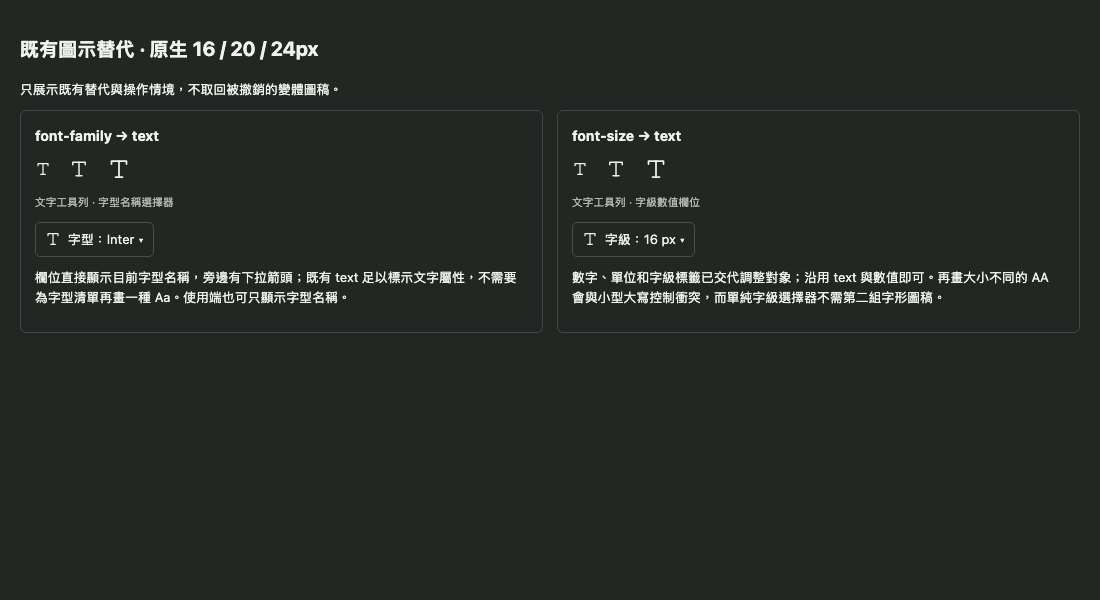 既有圖示替代 · 原生 16 / 20 / 24px
只展示既有替代與操作情境，不取回被撤銷的變體圖稿。
font-family → text
文字工具列 · 字型名稱選擇器
字型：Inter ▾
欄位直接顯示目前字型名稱，旁邊有下拉箭頭；既有 text 足以標示文字屬性，不需要
為字型清單再畫一種 Aa。使用端也可只顯示字型名稱。
font-size → text
文字工具列 · 字級數值欄位
字級：16 px ▾
數字、單位和字級標籤已交代調整對象；沿用 text 與數值即可。再畫大小不同的 AA
會與小型大寫控制衝突，而單純字級選擇器不需第二組字形圖稿。